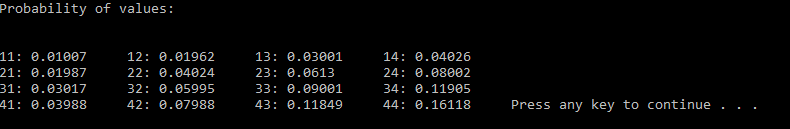 Probability of values:
11: 0.01007 12: 0.01962 13: 0.03001 14: 0.04026
21: 0.01987 22: 0.04024 23: 0.0613 24: 0.08002
31: 0.03017 32: 0.05995 33: 0.09001 34: 0.11905
41: 0.03988 42: 0.07988 43: 0.11849 44: 0.16118 Press any key to continue . . .